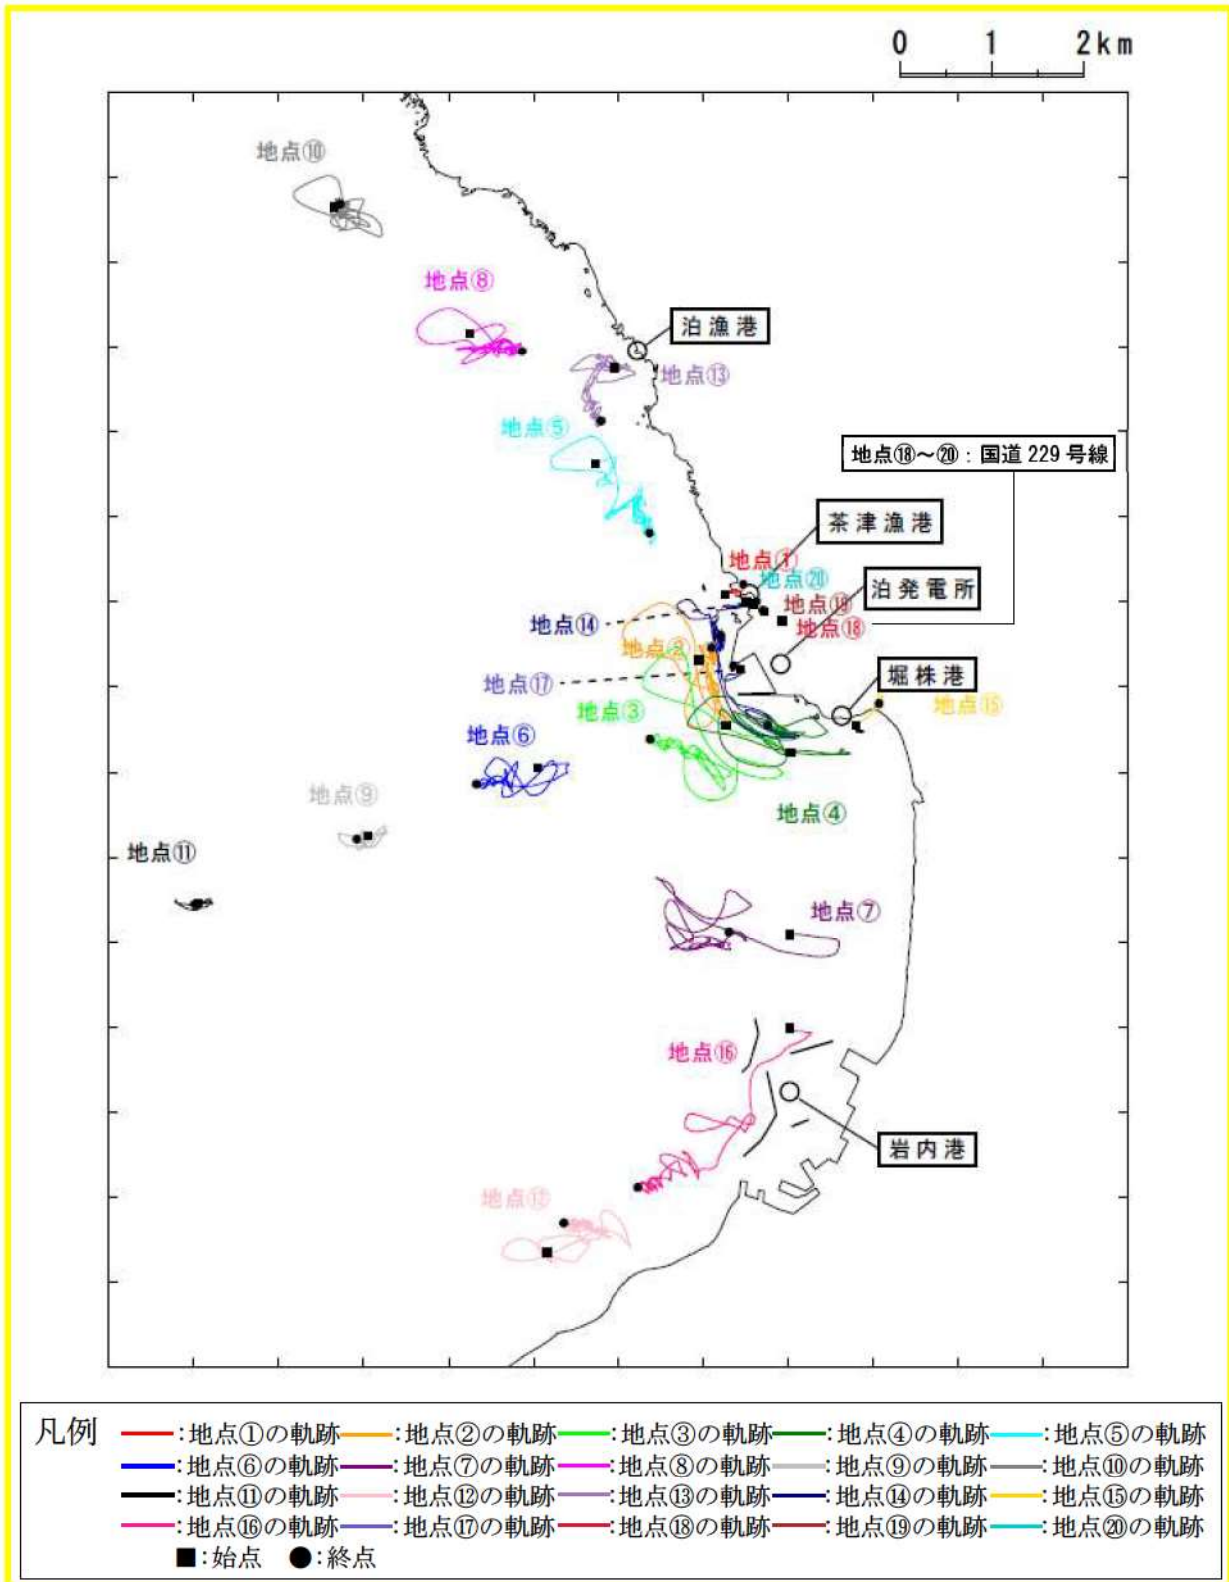 0 1 2km
地点⑩
地点⑧
泊漁港
地点⑬
地点⑤
地点⑱～⑳：国道229号線
茶津漁港
地点①
地点⑳
泊発電所
地点⑲
地点⑭
地点⑱
地点②
堀株港
地点⑰
地点⑮
地点③
地点⑥
地点⑨
地点④
地点⑪
地点⑦
地点⑯
岩内港
地点⑫
凡例 :地点①の軌跡 :地点②の軌跡 :地点③の軌跡 :地点④の軌跡 :地点⑤の軌跡
:地点⑥の軌跡 :地点⑦の軌跡 :地点⑧の軌跡 :地点⑨の軌跡 :地点⑩の軌跡
:地点⑪の軌跡 :地点⑫の軌跡 :地点⑬の軌跡 :地点⑭の軌跡 :地点⑮の軌跡
:地点⑯の軌跡 :地点⑰の軌跡 :地点⑱の軌跡 :地点⑲の軌跡 :地点⑳の軌跡
■:始点 ●:終点